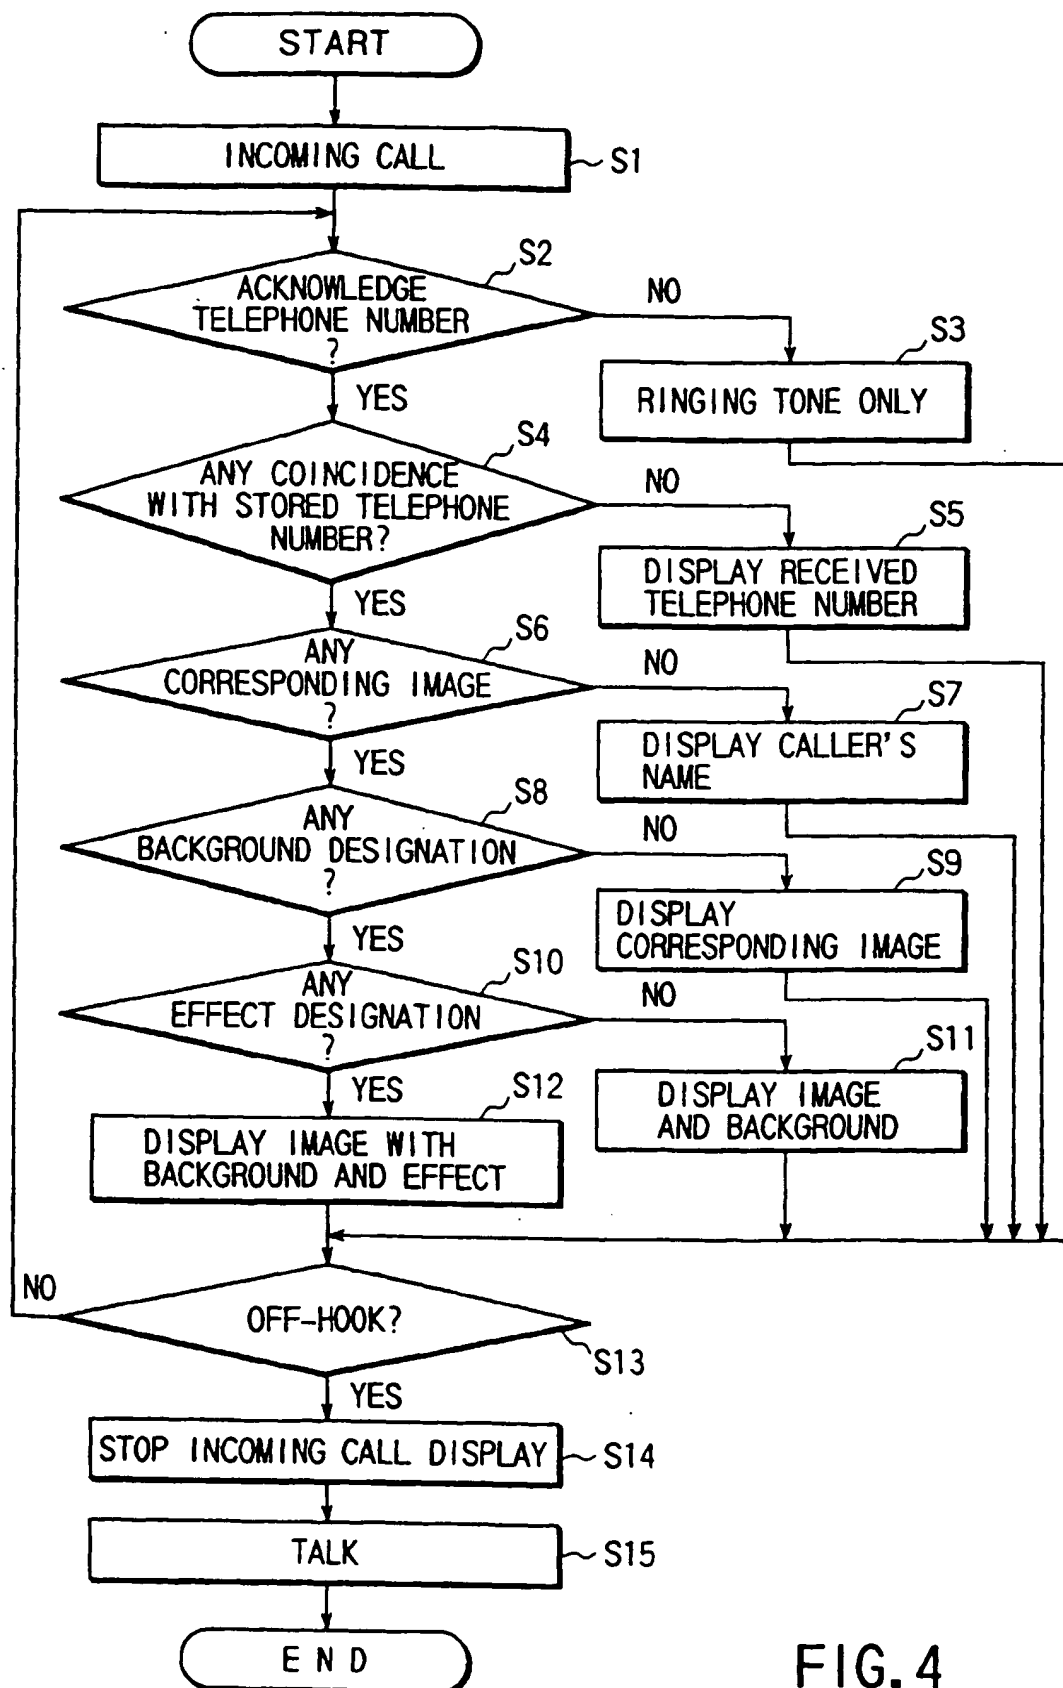 START
INCOMING CALL
S1
S2
ACKNOWLEDGE
TELEPHONE NUMBER
?
NO
YES
S3
RINGING TONE ONLY
S4
ANY COINCIDENCE
WITH STORED TELEPHONE
NUMBER?
NO
YES
S5
DISPLAY RECEIVED
TELEPHONE NUMBER
S6
ANY
CORRESPONDING IMAGE
?
NO
YES
S7
DISPLAY CALLER'S
NAME
S8
ANY
BACKGROUND DESIGNATION
?
NO
YES
S9
DISPLAY
CORRESPONDING IMAGE
S10
ANY
EFFECT DESIGNATION
?
NO
YES
S11
DISPLAY IMAGE
AND BACKGROUND
S12
DISPLAY IMAGE WITH
BACKGROUND AND EFFECT
NO
OFF-HOOK?
S13
YES
STOP INCOMING CALL DISPLAY
S14
TALK
S15
END
FIG. 4